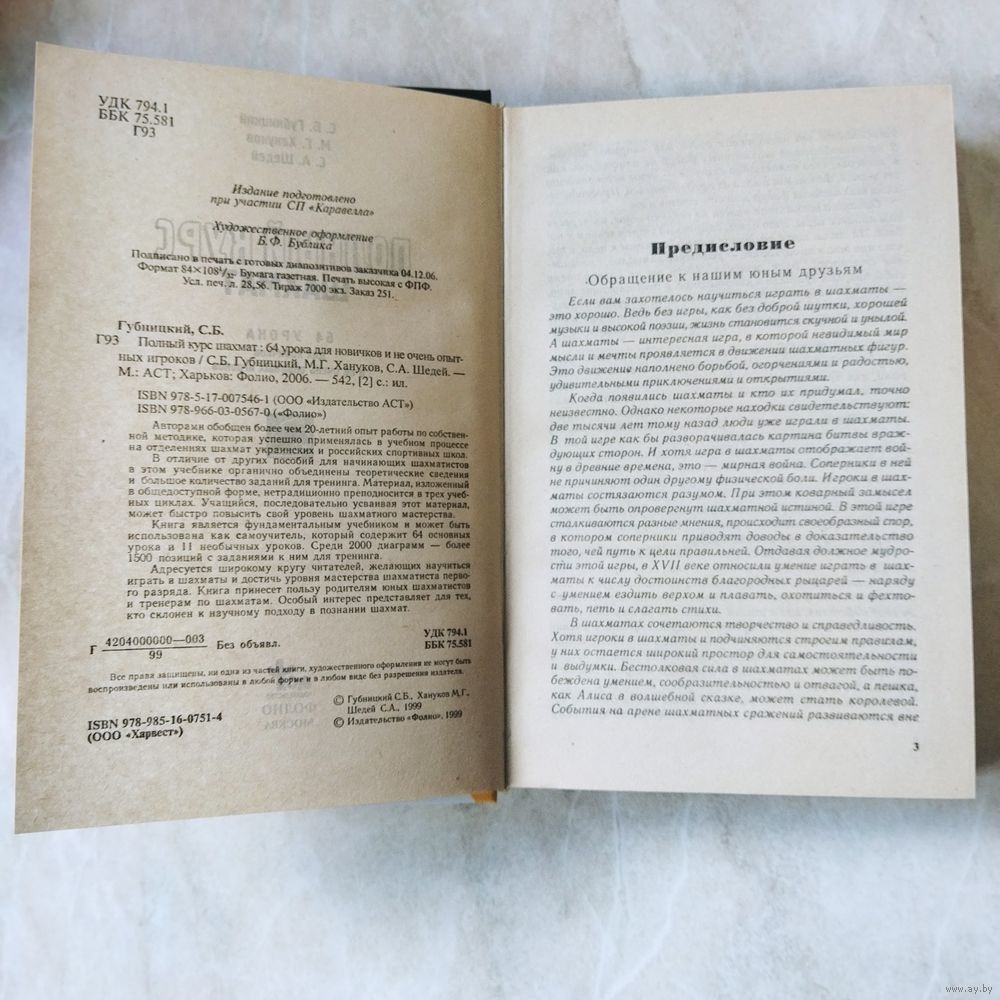 УДК 794.1
ББК 75.581
Г93
Издание подготовлено
при участии СП «Каравелла»
Художественное оформление
Б. Ф. Бублика
Подписано в печать с готовых диапозитивов заказчика 04.12.06.
Формат 84×108¹/₃₂. Бумага газетная. Печать высокая с ФПФ.
Усл. печ. л. 28,56. Тираж 7000 экз. Заказ 251.
Губницкий, С.Б.
Г93 Полный курс шахмат : 64 урока для новичков и не очень опыт-
ных игроков / С.Б. Губницкий, М.Г. Хануков, С.А. Шедей. —
М.: АСТ; Харьков: Фолио, 2006. — 542, [2] с.: ил.
ISBN 978-5-17-007546-1 (ООО «Издательство АСТ»)
ISBN 978-966-03-0567-0 («Фолио»)
Авторами обобщен более чем 20-летний опыт работы по собствен-
ной методике, которая успешно применялась в учебном процессе
на отделениях шахмат украинских и российских спортивных школ.
В отличие от других пособий для начинающих шахматистов
в этом учебнике органично объединены теоретические сведения
и большое количество заданий для тренинга. Материал, изложенный
в общедоступной форме, нетрадиционно преподносится в трех учеб-
ных циклах. Учащийся, последовательно усваивая этот материал,
может быстро повысить свой уровень шахматного мастерства.
Книга является фундаментальным учебником и может быть
использована как самоучитель, который содержит 64 основных
урока и 11 необычных уроков. Среди 2000 диаграмм — более
1500 позиций с заданиями к ним для тренинга.
Адресуется широкому кругу читателей, желающих научиться
играть в шахматы и достичь уровня мастерства шахматиста перво-
го разряда. Книга принесет пользу родителям юных шахматистов
и тренерам по шахматам. Особый интерес представляет для тех,
кто склонен к научному подходу в познании шахмат.
Г 4204000000—003 Без объявл.
99
УДК 794.1
ББК 75.581
Все права защищены, ни одна из частей книги, художественного оформления не могут быть
воспроизведены или использованы в любой форме и в любом виде без разрешения издателя.
© Губницкий С.Б., Хануков М.Г.,
Шедей С.А., 1999
© Издательство «Фолио», 1999
ISBN 978-985-16-0751-4
(ООО «Харвест»)
Предисловие
Обращение к нашим юным друзьям
Если вам захотелось научиться играть в шахматы —
это хорошо. Ведь без игры, как без доброй шутки, хорошей
музыки и высокой поэзии, жизнь становится скучной и унылой.
А шахматы — интересная игра, в которой невидимый мир
мысли и мечты проявляется в движении шахматных фигур.
Это движение наполнено борьбой, огорчениями и радостью,
удивительными приключениями и открытиями.
Когда появились шахматы и кто их придумал, точно
неизвестно. Однако некоторые находки свидетельствуют:
две тысячи лет тому назад люди уже играли в шахматы.
В той игре как бы разворачивалась картина битвы враж-
дующих сторон. И хотя игра в шахматы отображает вой-
ну в древние времена, это — мирная война. Соперники в ней
не причиняют один другому физической боли. Игроки в шахматы
состязаются разумом. При этом коварный замысел
может быть опровергнут шахматной истиной. В этой игре
сталкиваются разные мнения, происходит своеобразный спор,
в котором соперники приводят доводы в доказательство
того, чей путь к цели правильней. Отдавая должное мудро-
сти этой игры, в XVII веке относили умение играть в шах-
маты к числу достоинств благородных рыцарей — наряду
с умением ездить верхом и плавать, охотиться и фехто-
вать, петь и слагать стихи.
В шахматах сочетаются творчество и справедливость.
Хотя игроки в шахматы и подчиняются строгим правилам,
у них остается широкий простор для самостоятельности
и выдумки. Бестолковая сила в шахматах может быть по-
беждена умением, сообразительностью и отвагой, а пешка,
как Алиса в волшебной сказке, может стать королевой.
События на арене шахматных сражений развиваются вне
3
www.ay.by